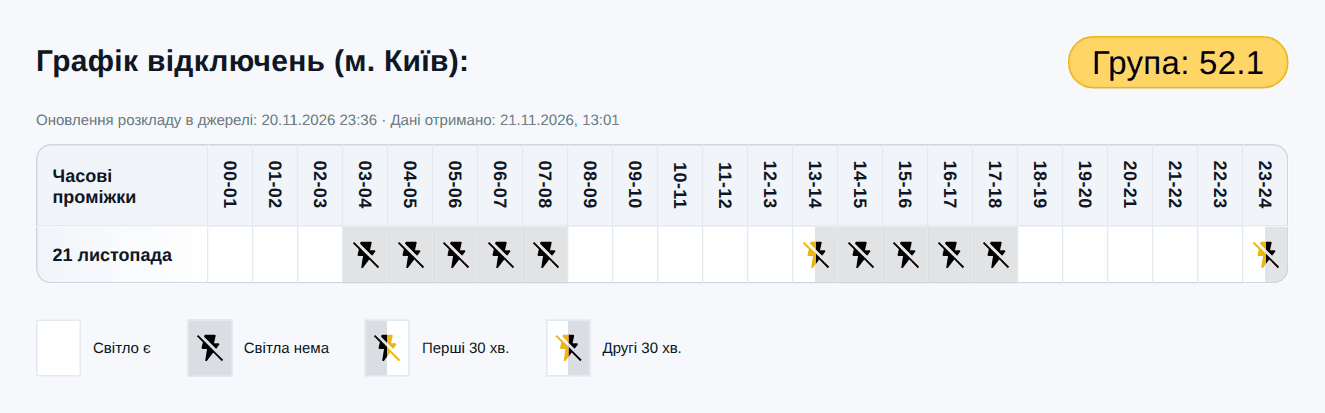 Графік відключень (м. Київ):
Група: 52.1
Оновлення розкладу в джерелі: 20.11.2026 23:36 · Дані отримано: 21.11.2026, 13:01
Часові проміжки 00-01 01-02 02-03 03-04 04-05 05-06 06-07 07-08 08-09 09-10 10-11 11-12 12-13 13-14 14-15 15-16 16-17 17-18 18-19 19-20 20-21 21-22 22-23 23-24
21 листопада
Світло є Світла нема Перші 30 хв. Другі 30 хв.